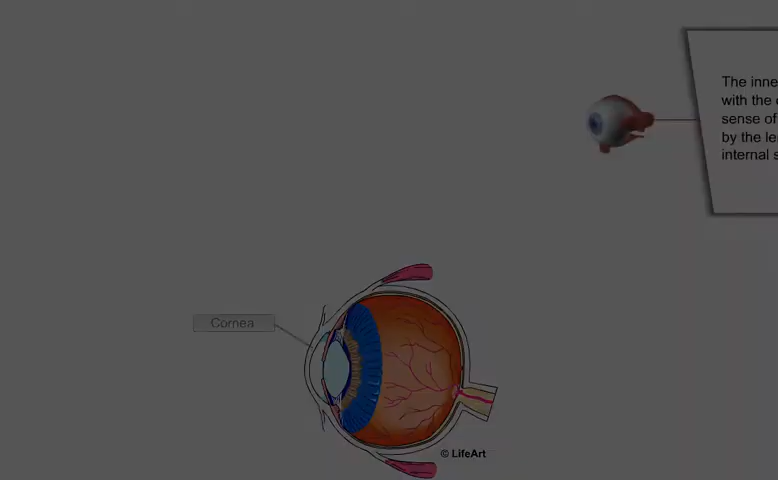 The inne
with the
sense of
by the le
internal s
Cornea
© LifeArt